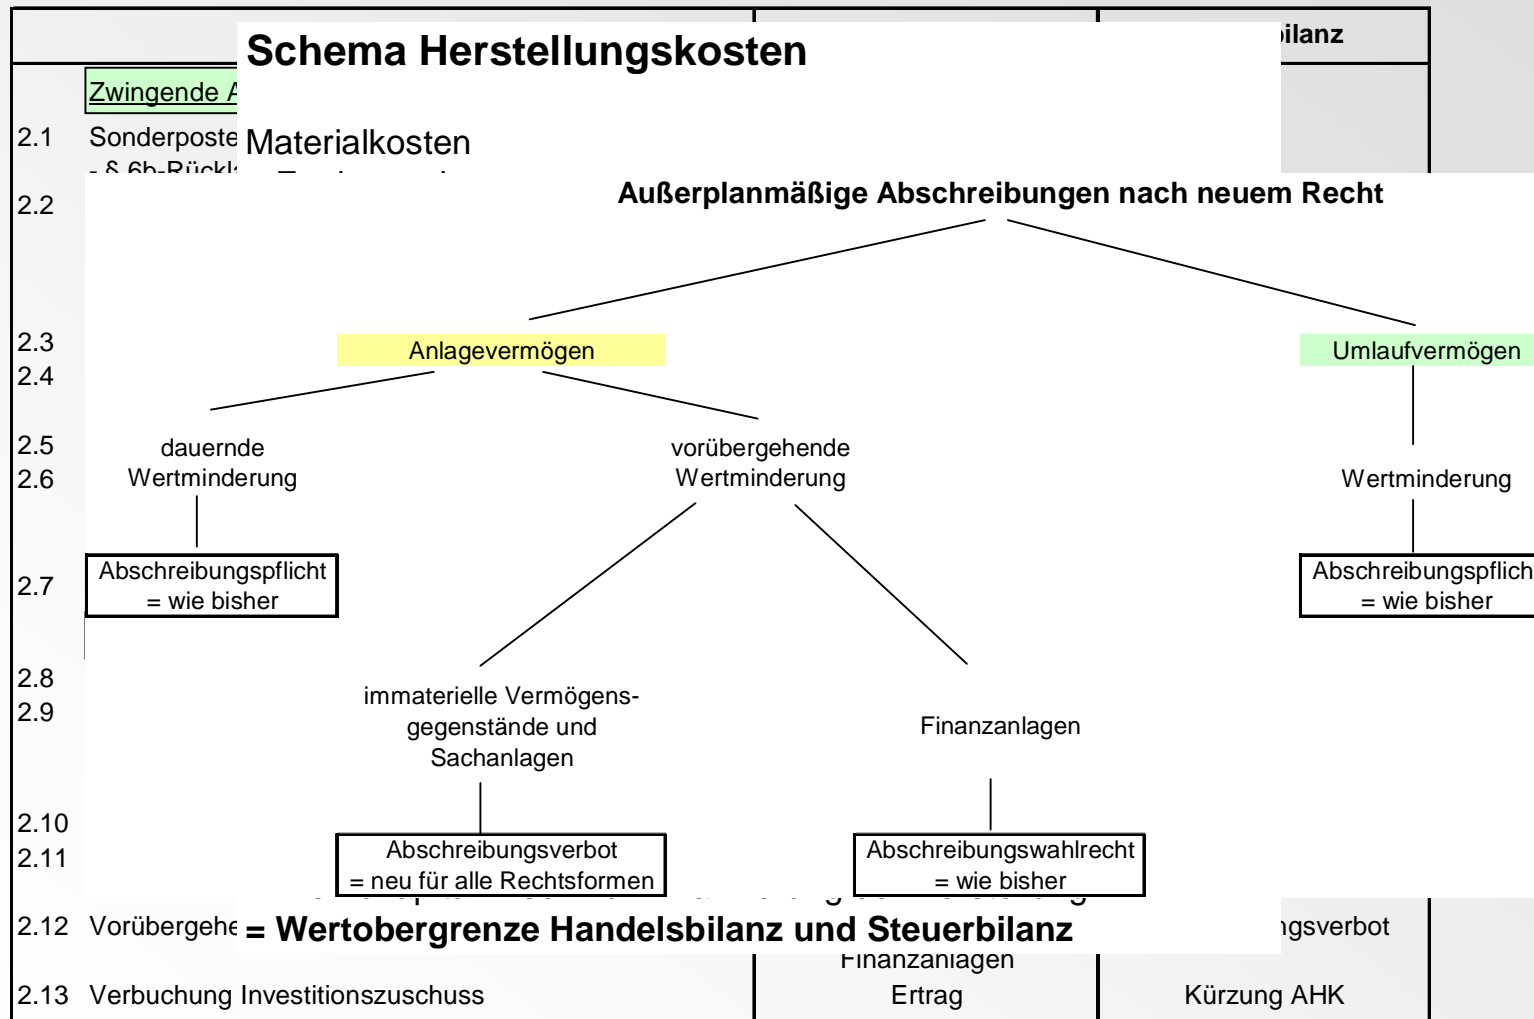 ilanz
Schema Herstellungskosten
Zwingende
2.1 Sonderposte
Materialkosten
- § 6b-Rückl
2.2
Außerplanmäßige Abschreibungen nach neuem Recht
2.3
Anlagevermögen
Umlaufvermögen
2.4
2.5
dauernde
Wertminderung
vorübergehende
Wertminderung
2.6
Wertminderung
2.7
Abschreibungspflicht
= wie bisher
Abschreibungspflich
= wie bisher
2.8
2.9
immaterielle Vermögens-
gegenstände und
Sachanlagen
Finanzanlagen
2.10
2.11
Abschreibungsverbot
= neu für alle Rechtsformen
Abschreibungswahlrecht
= wie bisher
2.12 Vorübergehe
= Wertobergrenze Handelsbilanz und Steuerbilanz
ngsverbot
Finanzanlagen
2.13 Verbuchung Investitionszuschuss Ertrag Kürzung AHK